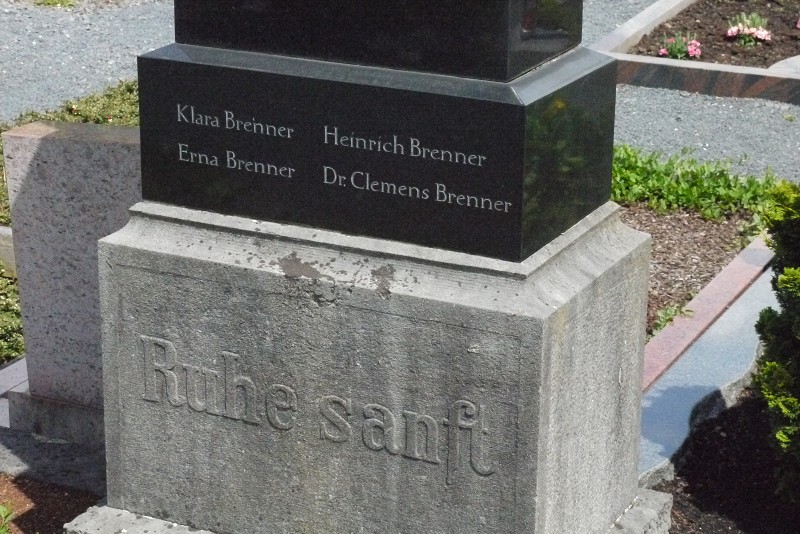 Klara Brenner Heinrich Brenner
Erna Brenner Dr. Clemens Brenner
Ruhe sanft